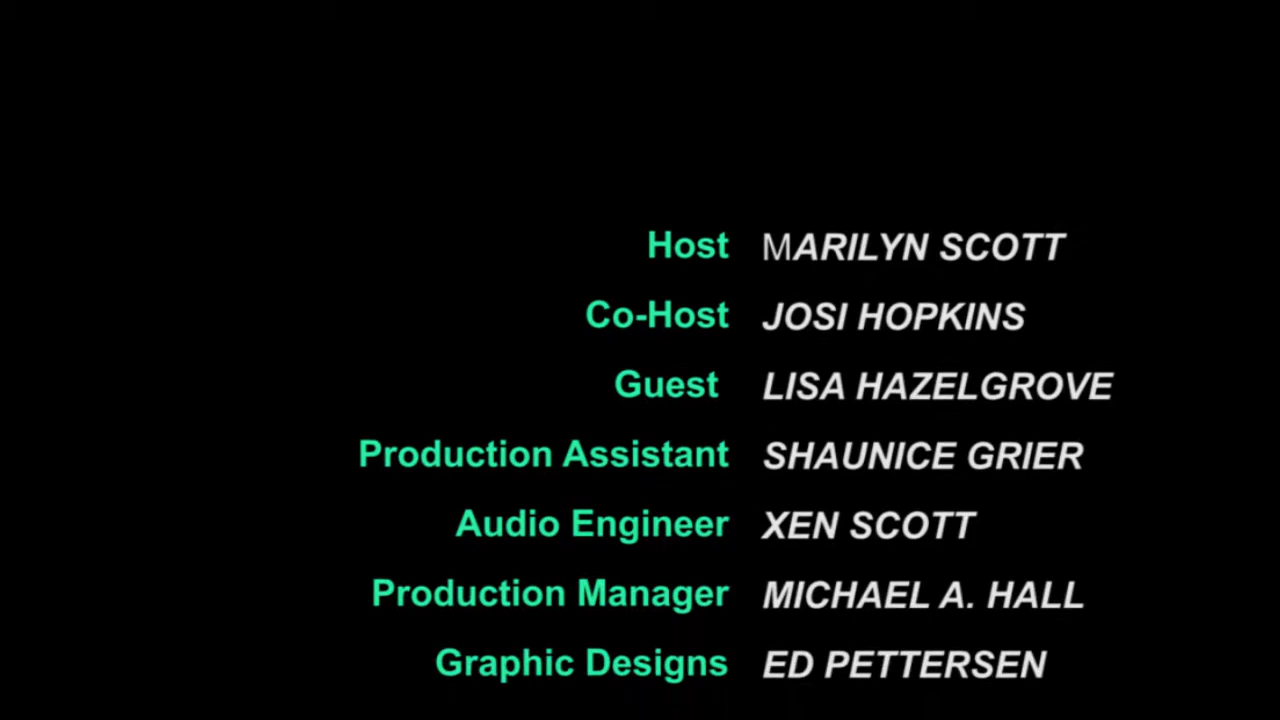 Host MARILYN SCOTT
Co-Host JOSI HOPKINS
Guest LISA HAZELGROVE
Production Assistant SHAUNICE GRIER
Audio Engineer XEN SCOTT
Production Manager MICHAEL A. HALL
Graphic Designs ED PETTERSEN